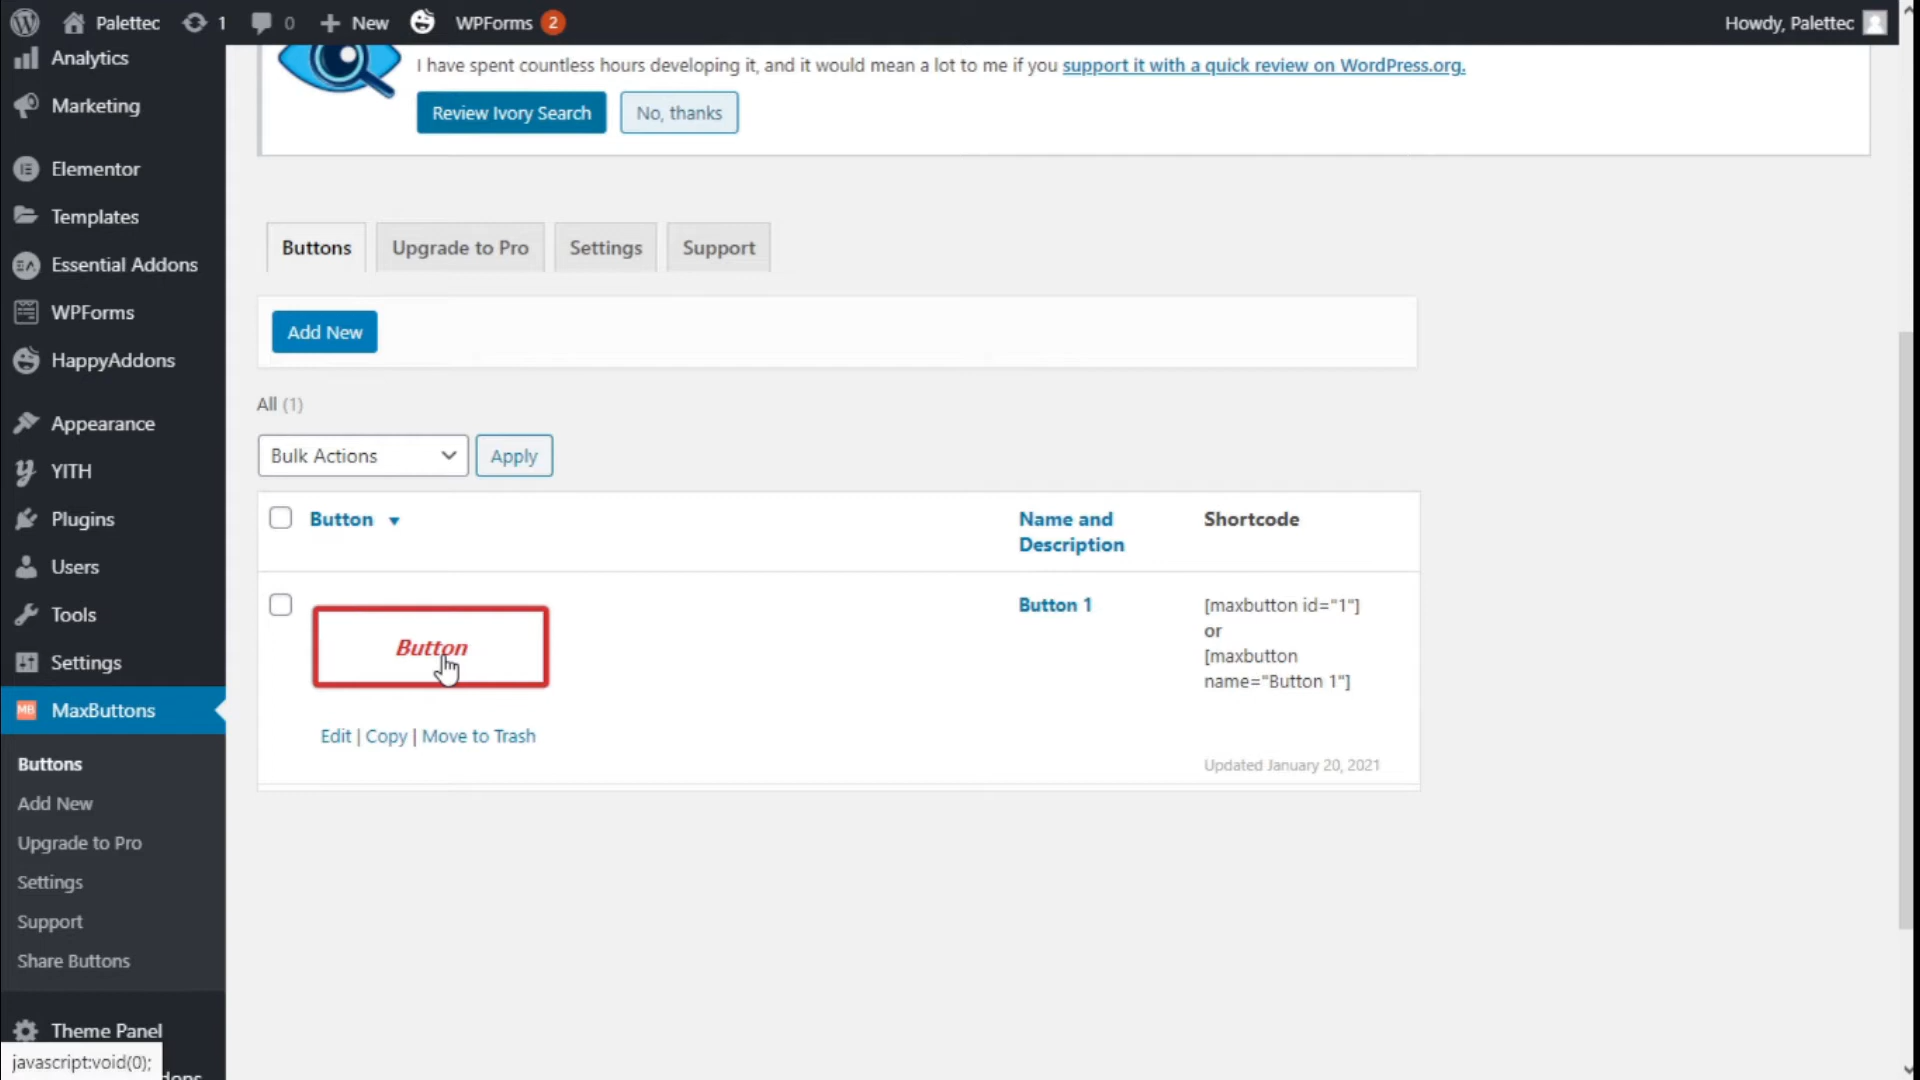 Palettec 1 0 New WPForms 2 Howdy, Palettec
Analytics
Marketing
Elementor
Templates
Essential Addons
WPForms
HappyAddons
Appearance
YITH
Plugins
Users
Tools
Settings
MB MaxButtons
Buttons
Add New
Upgrade to Pro
Settings
Support
Share Buttons
Theme Panel
javascript:void(0);
I have spent countless hours developing it, and it would mean a lot to me if you support it with a quick review on WordPress.org.
Review Ivory Search No, thanks
Buttons Upgrade to Pro Settings Support
Add New
All (1)
Bulk Actions Apply
Button Name and Description Shortcode
Button
Edit | Copy | Move to Trash
Button 1
[maxbutton id="1"]
or
[maxbutton
name="Button 1"]
Updated January 20, 2021